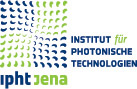 INSTITUT für
PHOTONISCHE
TECHNOLOGIEN
ipht jena